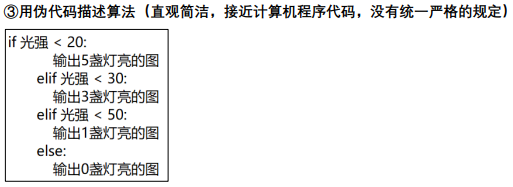 ③用伪代码描述算法（直观简洁，接近计算机程序代码，没有统一严格的规定）
if 光强 < 20:
输出5盏灯亮的图
elif 光强 < 30:
输出3盏灯亮的图
elif 光强 < 50:
输出1盏灯亮的图
else:
输出0盏灯亮的图